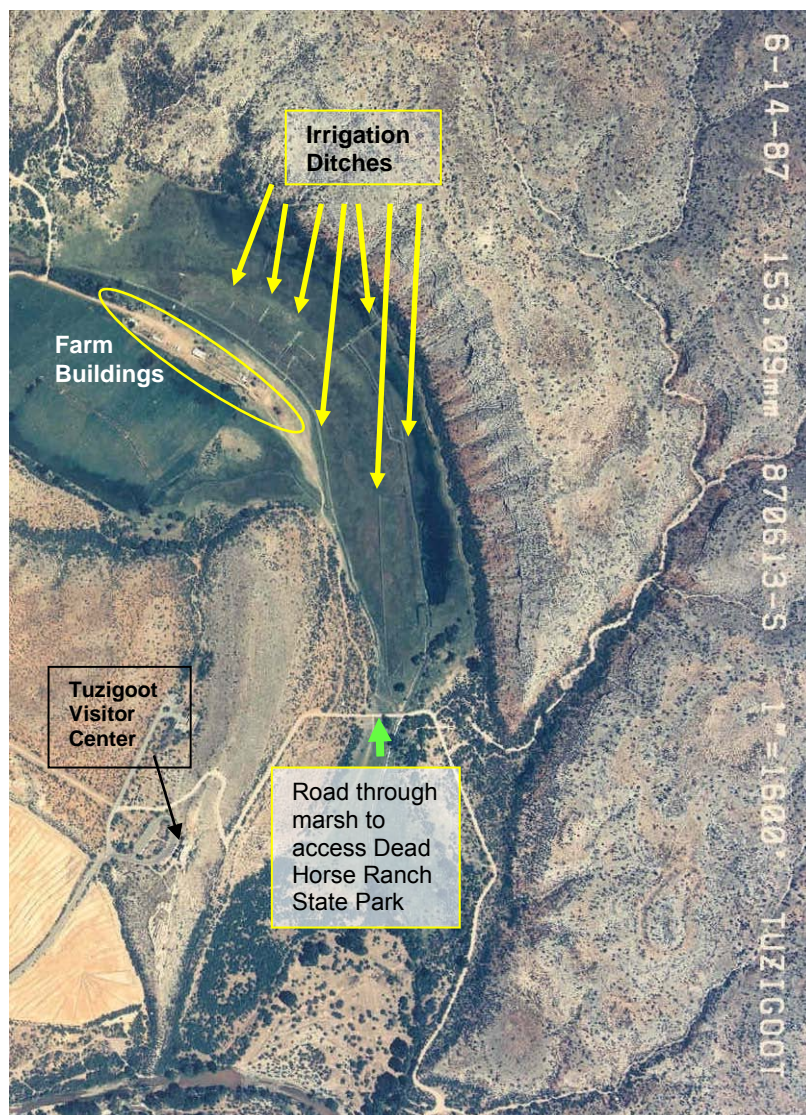 Irrigation
Ditches
Farm
Buildings
Tuzigoot
Visitor
Center
Road through
marsh to
access Dead
Horse Ranch
State Park
6-14-87 153.09mm 870613-S 1"=1600' TUZIGOOT